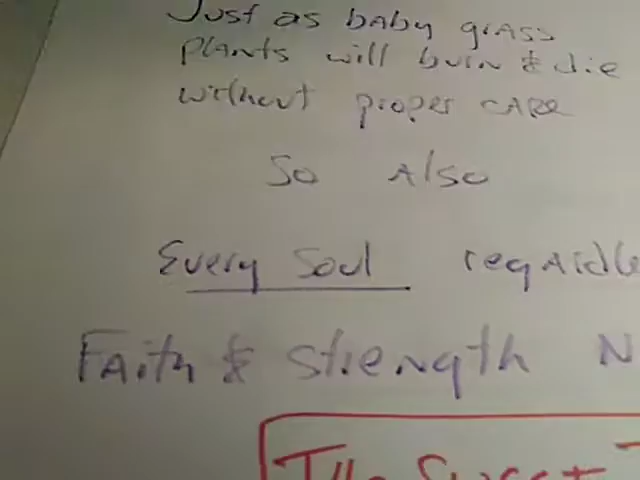 Just as baby grass
plants will burn & die
without proper care
So Also
Every Soul
Faith & Strength